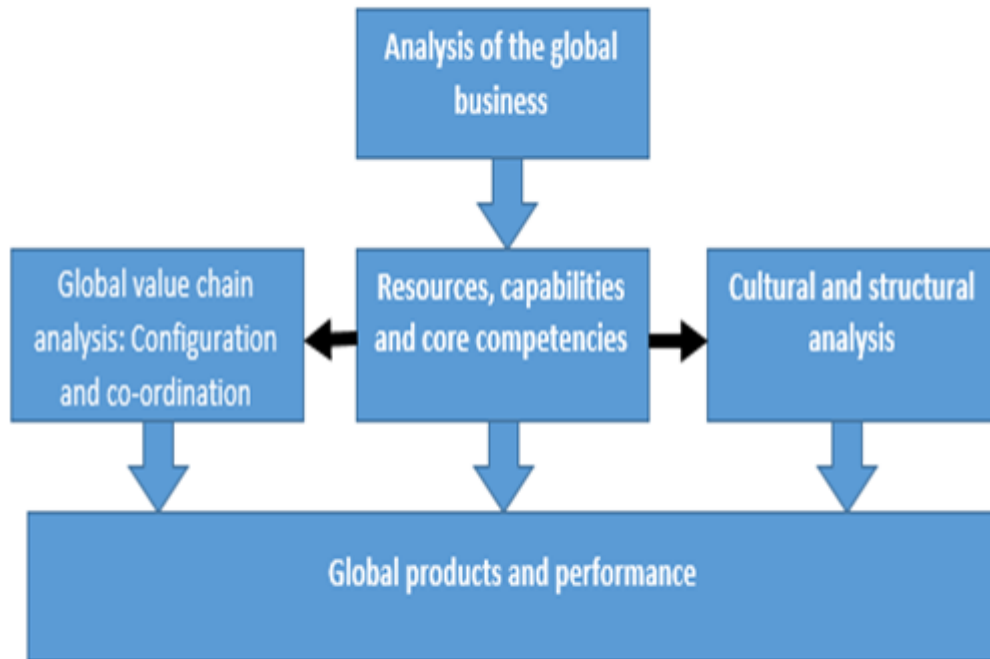 Analysis of the global
business
Global value chain
analysis: Configuration
and co-ordination
Resources, capabilities
and core competencies
Cultural and structural
analysis
Global products and performance